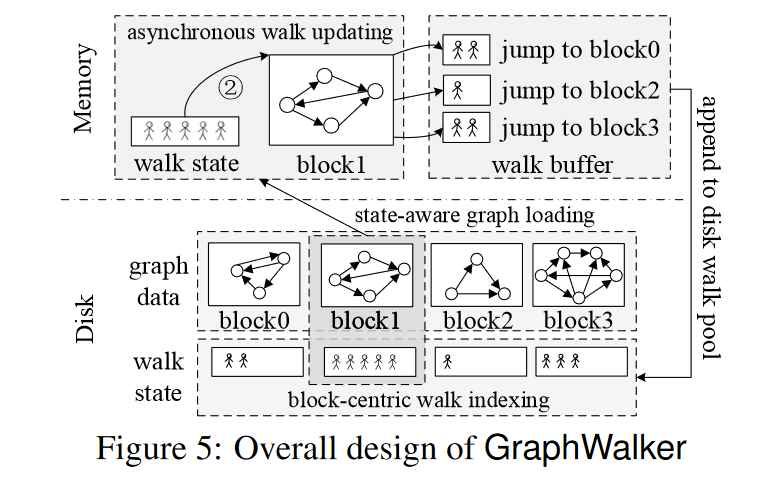 asynchronous walk updating
②
walk state
block1
jump to block0
jump to block2
jump to block3
walk buffer
Memory
append to disk walk pool
state-aware graph loading
Disk
graph
data
block0
block1
block2
block3
walk
state
block-centric walk indexing
Figure 5: Overall design of GraphWalker